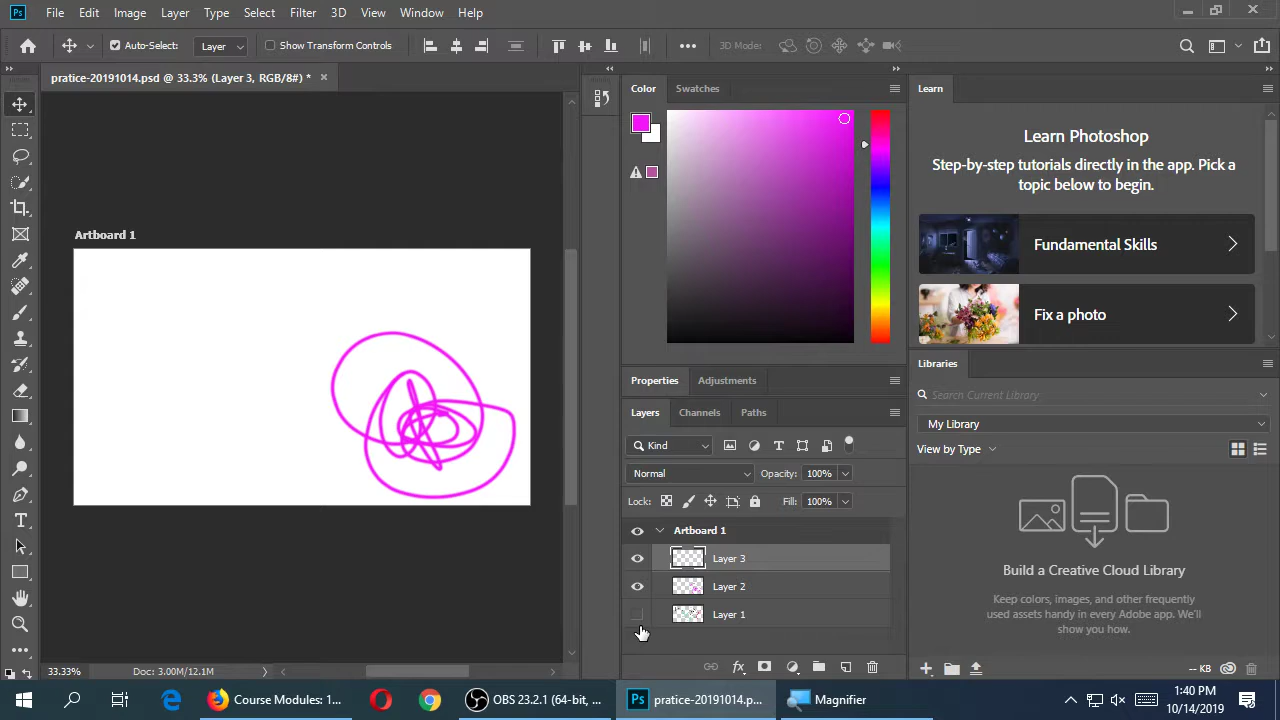 Ps File Edit Image Layer Type Select Filter 3D View Window Help
Auto-Select: Layer Show Transform Controls 3D Mode:
pratice-20191014.psd @ 33.3% (Layer 3, RGB/8#) *
Color Swatches
Learn
Learn Photoshop
Step-by-step tutorials directly in the app. Pick a
topic below to begin.
Fundamental Skills
Fix a photo
Artboard 1
Properties Adjustments
Layers Channels Paths
Kind
Normal Opacity: 100%
Lock: Fill: 100%
Artboard 1
Layer 3
Layer 2
Layer 1
Libraries
Search Current Library
My Library
View by Type
Build a Creative Cloud Library
Keep colors, images, and other frequently
used assets handy in every Adobe app. We'll
show you how.
-- KB
33.33% Doc: 3.00M/12.1M
Course Modules: 1...
OBS 23.2.1 (64-bit, ...
Ps pratice-20191014.p...
Magnifier
1:40 PM
10/14/2019